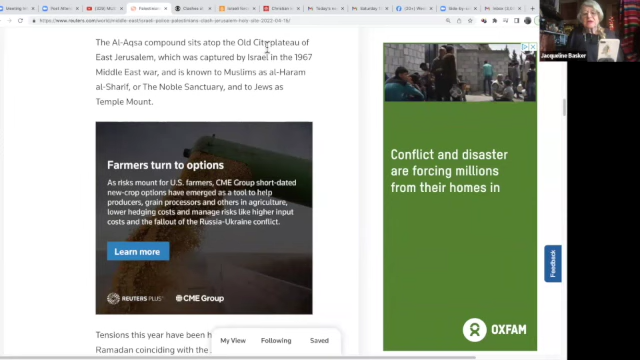 Palestinian
reuters.com/world/middle-east/israel-police-palestinians-clash-jerusalem-holy-site-2022-04-15/
Jacqueline Basker
The Al-Aqsa compound sits atop the Old City plateau of
East Jerusalem, which was captured by Israel in the 1967
Middle East war, and is known to Muslims as al-Haram
al-Sharif, or The Noble Sanctuary, and to Jews as
Temple Mount.
Farmers turn to options
As risks mount for U.S. farmers, CME Group short-dated
new-crop options have emerged as a tool to help
producers, grain processors and others in agriculture,
lower hedging costs and manage risks like higher input
costs and the fallout of the Russia-Ukraine conflict.
Learn more
REUTERS PLUS
CME Group
Conflict and disaster
are forcing millions
from their homes in
OXFAM
Feedback
Tensions this year have been
Ramadan coinciding with the
My View Following Saved